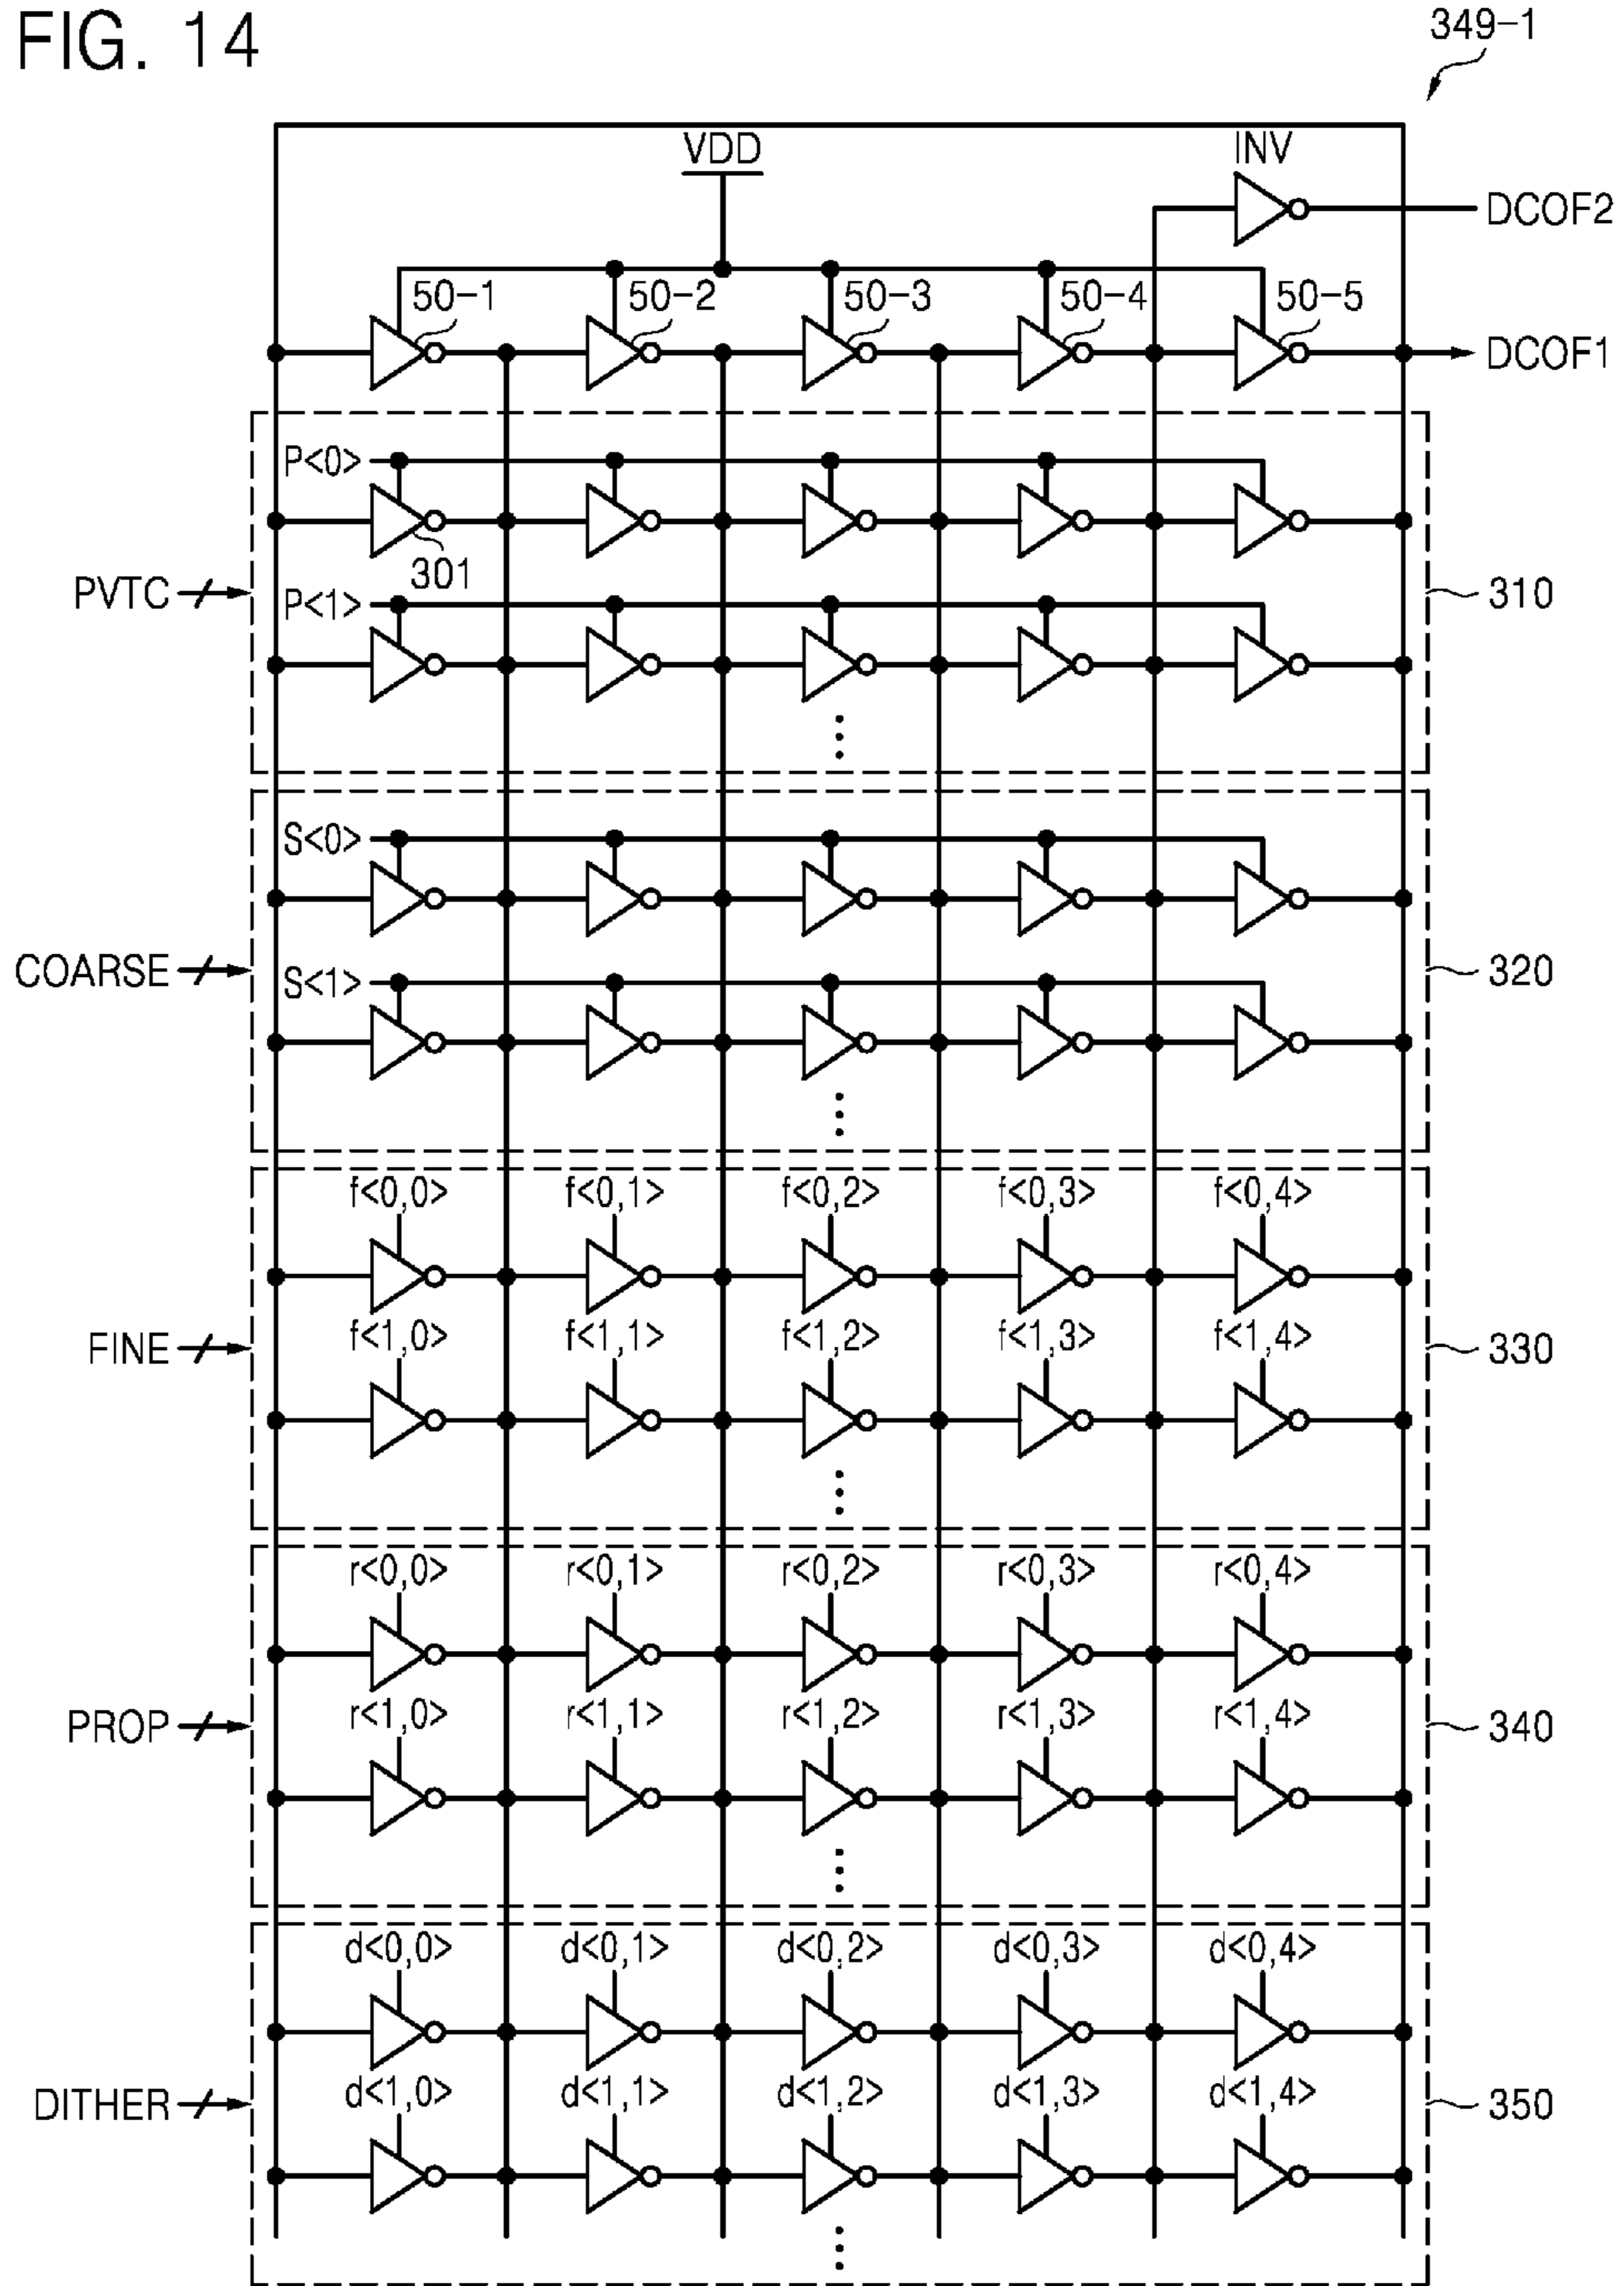 FIG. 14
349-1
VDD
INV
DCOF2
50-1 50-2 50-3 50-4 50-5
DCOF1
P<0>
301
PVTC
P<1>
310
S<0>
COARSE
S<1>
320
f<0,0> f<0,1> f<0,2> f<0,3> f<0,4>
FINE
f<1,0> f<1,1> f<1,2> f<1,3> f<1,4>
330
r<0,0> r<0,1> r<0,2> r<0,3> r<0,4>
PROP
r<1,0> r<1,1> r<1,2> r<1,3> r<1,4>
340
d<0,0> d<0,1> d<0,2> d<0,3> d<0,4>
DITHER
d<1,0> d<1,1> d<1,2> d<1,3> d<1,4>
350